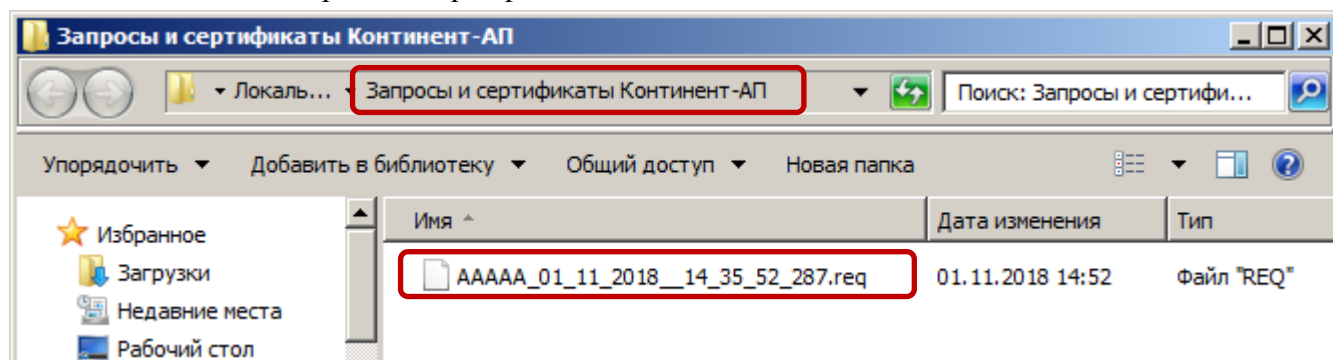 Запросы и сертификаты Континент-АП
Локаль... Запросы и сертификаты Континент-АП Поиск: Запросы и сертифи...
Упорядочить Добавить в библиотеку Общий доступ Новая папка
Имя Дата изменения Тип
Избранное
Загрузки AAAAA_01_11_2018__14_35_52_287.req 01.11.2018 14:52 Файл "REQ"
Недавние места
Рабочий стол